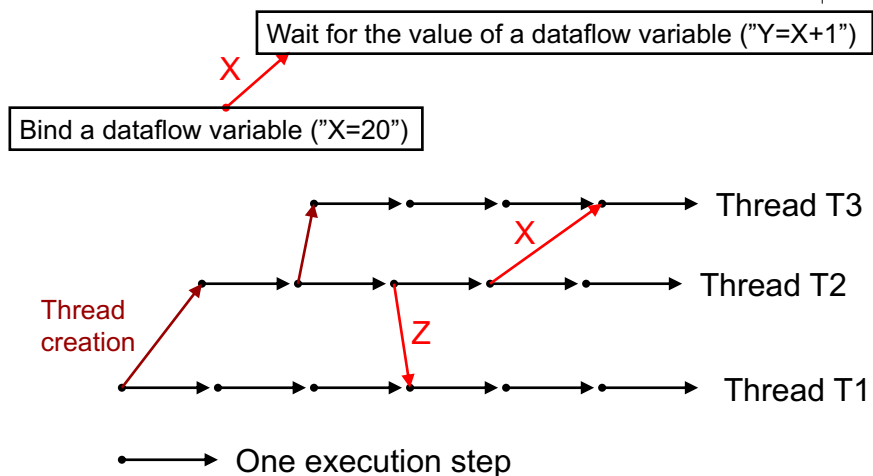 Wait for the value of a dataflow variable (”Y=X+1”)
X
Bind a dataflow variable (”X=20”)
Thread T3
X
Thread T2
Thread
creation
Z
Thread T1
One execution step